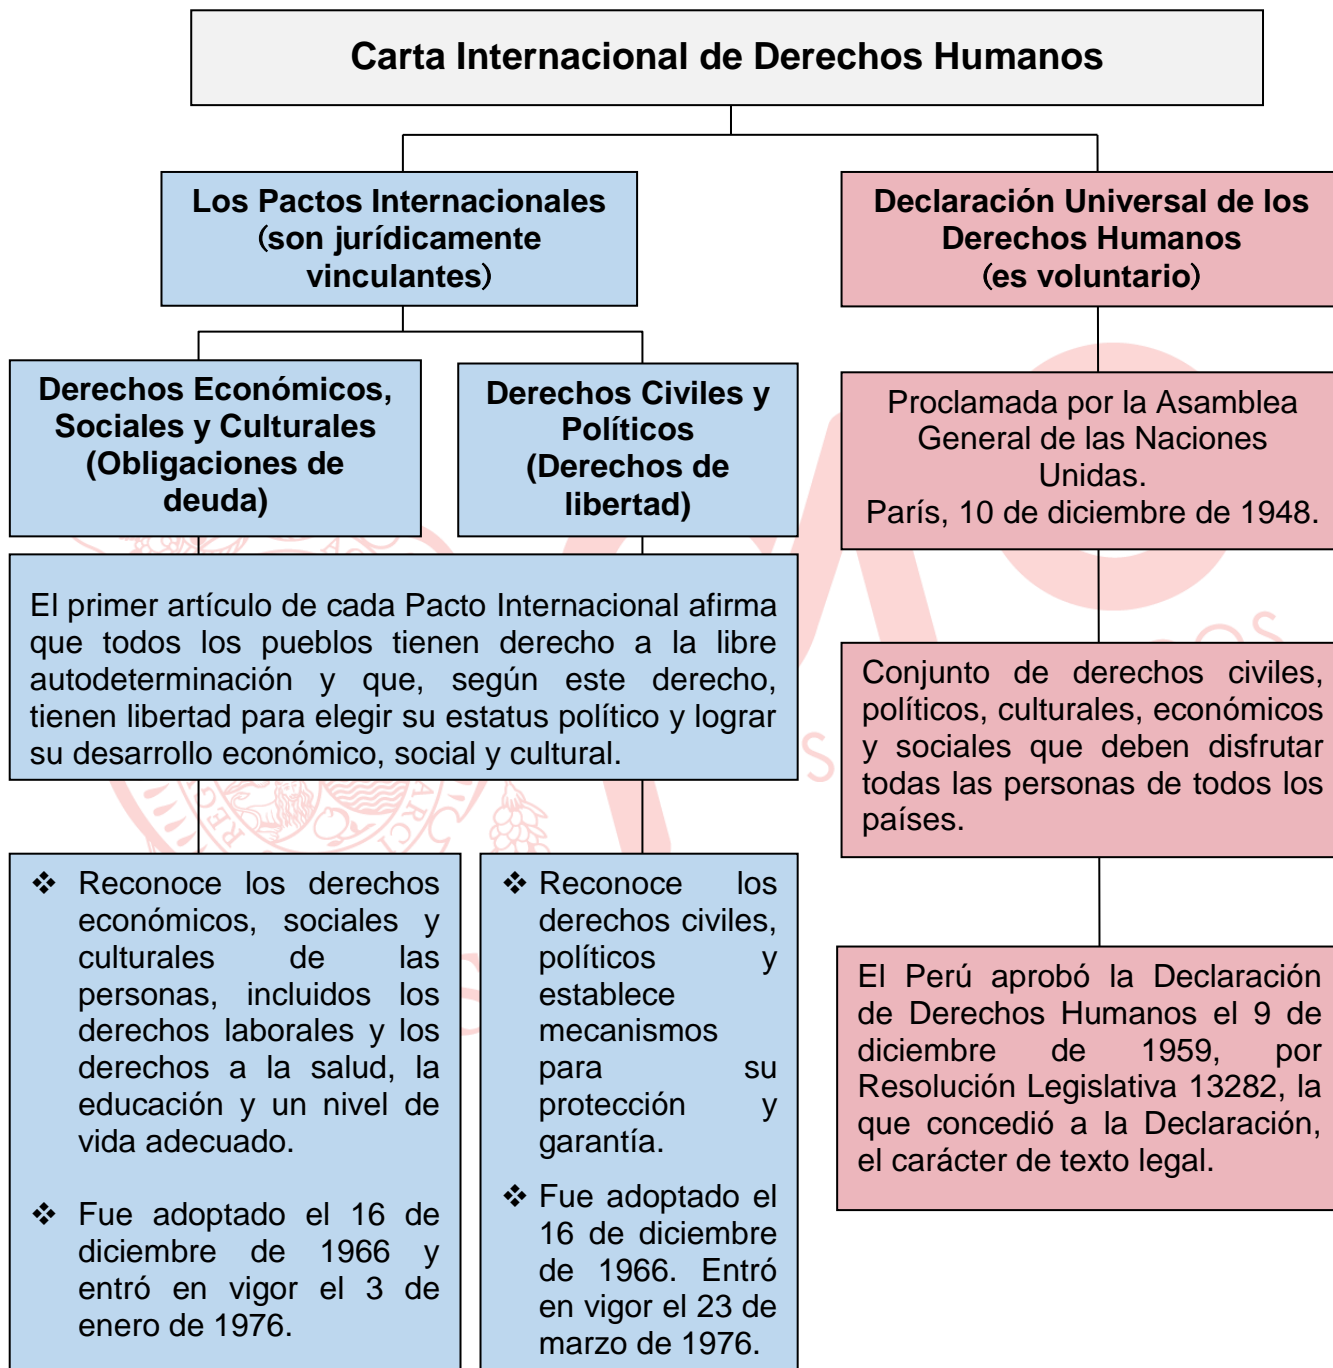 Carta Internacional de Derechos Humanos
Los Pactos Internacionales
(son jurídicamente
vinculantes)
Declaración Universal de los
Derechos Humanos
(es voluntario)
Derechos Económicos,
Sociales y Culturales
(Obligaciones de
deuda)
Derechos Civiles y
Políticos
(Derechos de
libertad)
Proclamada por la Asamblea
General de las Naciones
Unidas.
París, 10 de diciembre de 1948.
El primer artículo de cada Pacto Internacional afirma
que todos los pueblos tienen derecho a la libre
autodeterminación y que, según este derecho,
tienen libertad para elegir su estatus político y lograr
su desarrollo económico, social y cultural.
Conjunto de derechos civiles,
políticos, culturales, económicos
y sociales que deben disfrutar
todas las personas de todos los
países.
❖ Reconoce los derechos
económicos, sociales y
culturales de las
personas, incluidos los
derechos laborales y los
derechos a la salud, la
educación y un nivel de
vida adecuado.
❖ Fue adoptado el 16 de
diciembre de 1966 y
entró en vigor el 3 de
enero de 1976.
❖ Reconoce los
derechos civiles,
políticos y
establece
mecanismos
para su
protección y
garantía.
❖ Fue adoptado el
16 de diciembre
de 1966. Entró
en vigor el 23 de
marzo de 1976.
El Perú aprobó la Declaración
de Derechos Humanos el 9 de
diciembre de 1959, por
Resolución Legislativa 13282, la
que concedió a la Declaración,
el carácter de texto legal.